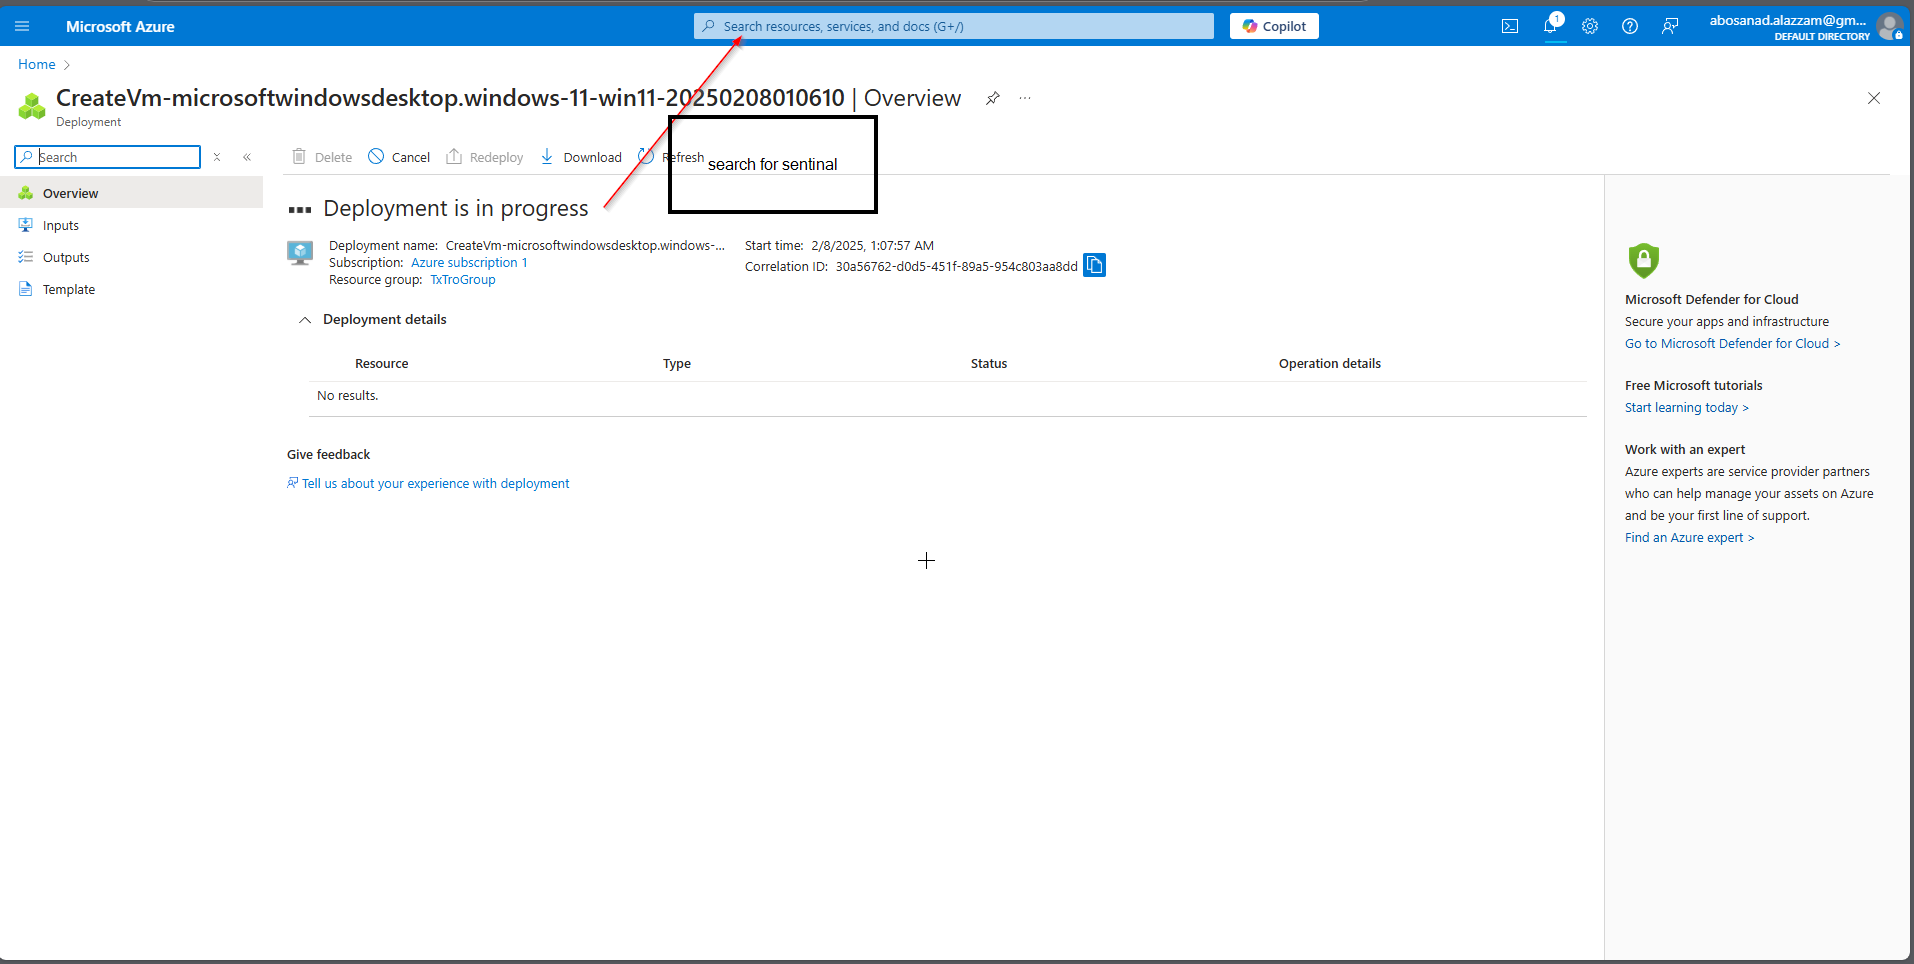 Microsoft Azure
Search resources, services, and docs (G+/)
Copilot
1
abosanad.alazzam@gm...
DEFAULT DIRECTORY
Home
CreateVm-microsoftwindowsdesktop.windows-11-win11-20250208010610 | Overview
Deployment
Search
Delete
Cancel
Redeploy
Download
Refresh
search for sentinal
Overview
Inputs
Outputs
Template
Deployment is in progress
Deployment name: CreateVm-microsoftwindowsdesktop.windows-...
Subscription: Azure subscription 1
Resource group: TxTroGroup
Start time: 2/8/2025, 1:07:57 AM
Correlation ID: 30a56762-d0d5-451f-89a5-954c803aa8dd
Deployment details
Resource Type Status Operation details
No results.
Give feedback
Tell us about your experience with deployment
Microsoft Defender for Cloud
Secure your apps and infrastructure
Go to Microsoft Defender for Cloud >
Free Microsoft tutorials
Start learning today >
Work with an expert
Azure experts are service provider partners
who can help manage your assets on Azure
and be your first line of support.
Find an Azure expert >